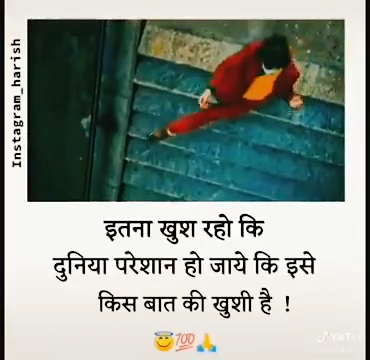 Instagram_harish
इतना खुश रहो कि
दुनिया परेशान हो जाये कि इसे
किस बात की खुशी है !
😇💯🙏